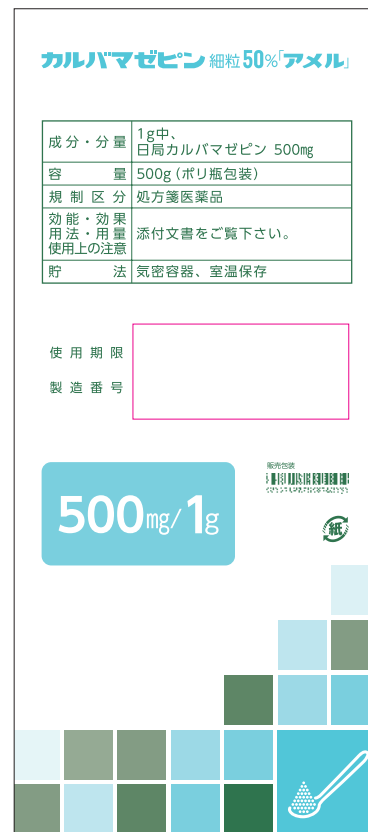 カルバマゼピン細粒50%「アメル」
成分・分量 1g中、
日局カルバマゼピン 500mg
容量 500g(ポリ瓶包装)
規制区分 処方箋医薬品
効能・効果
用法・用量
使用上の注意
添付文書をご覧下さい。
貯法 気密容器、室温保存
使用期限
製造番号
販売包装
500mg/1g
紙